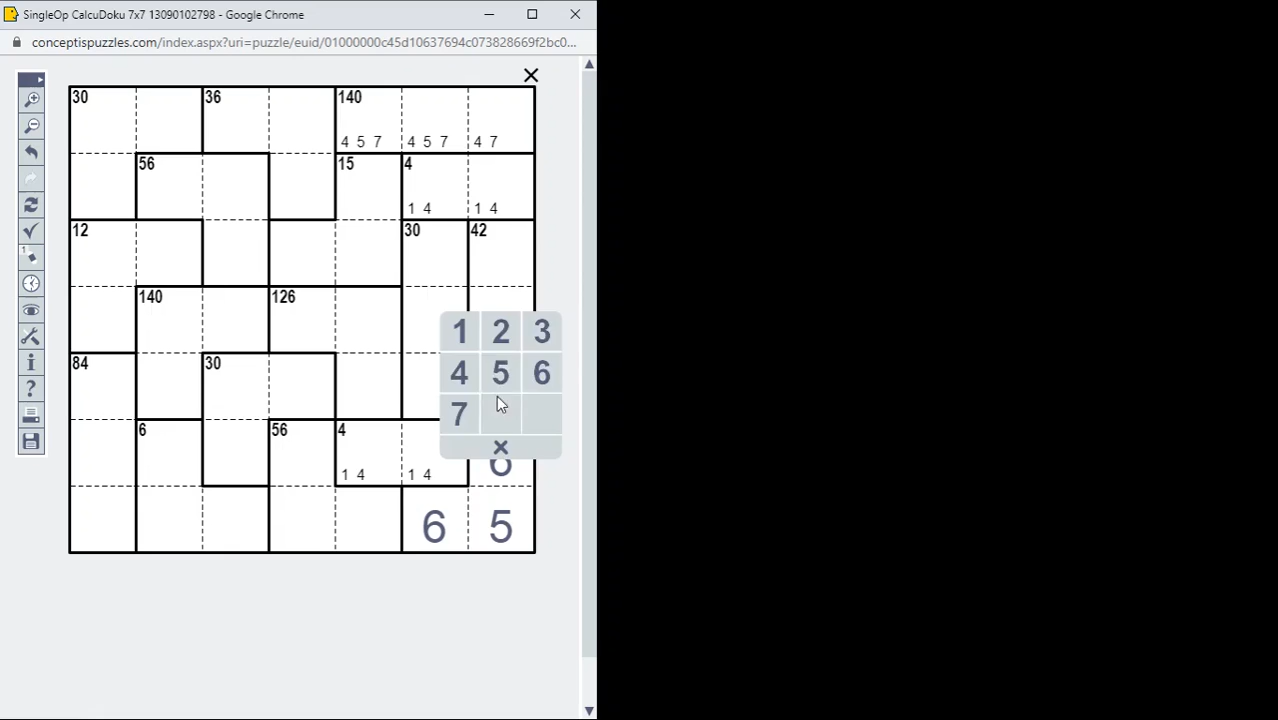 SingleOp CalcuDoku 7x7 13090102798 - Google Chrome
conceptispuzzles.com/index.aspx?uri=puzzle/euid/01000000c45d10637694c073828669f2bc0...
30 36 140
4 5 7 4 5 7 4 7
56 15 4
1 4 1 4
12 30 42
140 126
1 2 3
84 30
4 5 6
7
6 56 4
6
1 4 1 4
6 5